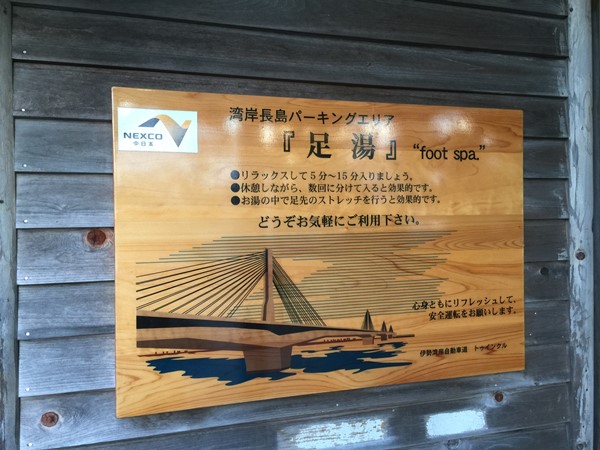 NEXCO
中日本
湾岸長島パーキングエリア
『足湯』 “foot spa.”
●リラックスして5分〜15分入りましょう。
●休憩しながら、数回に分けて入ると効果的です。
●お湯の中で足先のストレッチを行うと効果的です。
どうぞお気軽にご利用下さい。
心身ともにリフレッシュして、
安全運転をお願いします。
伊勢湾岸自動車道 トゥインクル